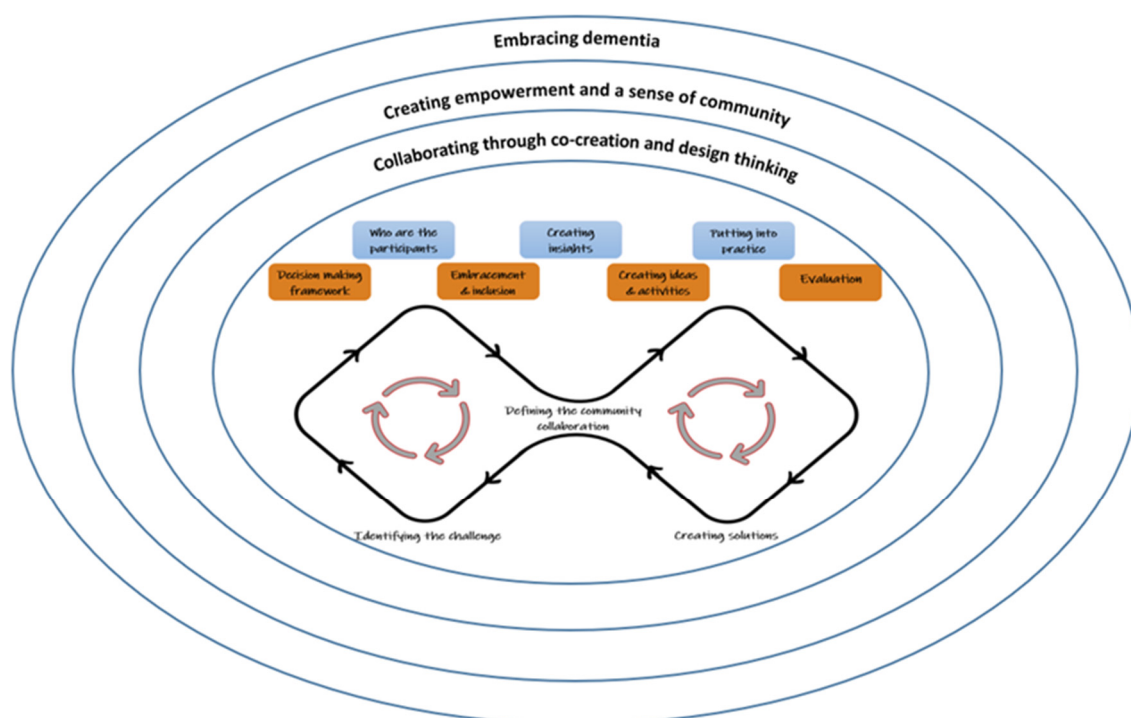 Embracing dementia
Creating empowerment and a sense of community
Collaborating through co-creation and design thinking
Who are the
participants
Creating
insights
Putting into
practice
Decision making
framework
Embracement
& inclusion
Creating ideas
& activities
Evaluation
Defining the community
collaboration
Identifying the challenge
Creating solutions